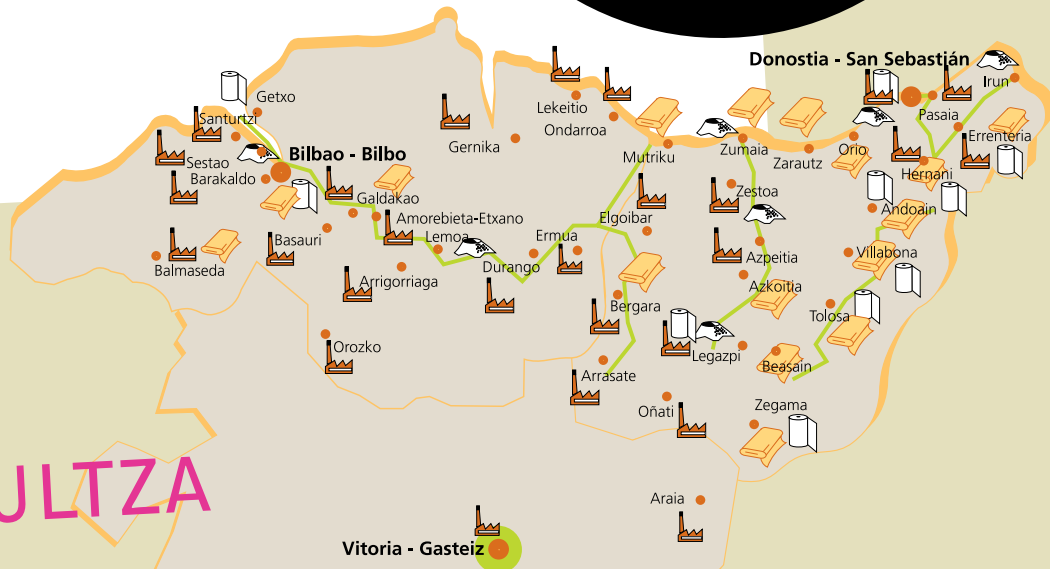 Donostia - San Sebastián
Irun
Getxo
Lekeitio
Pasaia
Santurtzi
Ondarroa
Errenteria
Gernika
Mutriku
Zumaia
Zarautz
Orio
Bilbao - Bilbo
Sestao
Barakaldo
Hernani
Zestoa
Galdakao
Amorebieta-Etxano
Elgoibar
Andoain
Basauri
Lemoa
Ermua
Durango
Azpeitia
Villabona
Balmaseda
Arrigorriaga
Azkoitia
Bergara
Tolosa
Orozko
Legazpi
Beasain
Arrasate
Oñati
Zegama
ULTZA
Araia
Vitoria - Gasteiz